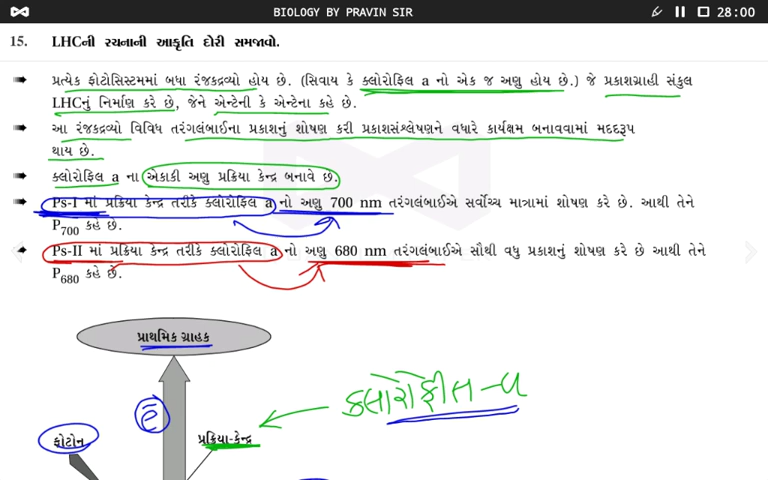 BIOLOGY BY PRAVIN SIR
28:00
15. LHCની રચનાની આકૃતિ દોરી સમજાવો.
પ્રત્યેક ફોટોસિસ્ટમમાં બધા રંજકદ્રવ્યો હોય છે. (સિવાય કે ક્લોરોફિલ a નો એક જ અણુ હોય છે.) જે પ્રકાશગ્રાહી સંકુલ
LHCનું નિર્માણ કરે છે, જેને એન્ટેની કે એન્ટેના કહે છે.
આ રંજકદ્રવ્યો વિવિધ તરંગલંબાઈના પ્રકાશનું શોષણ કરી પ્રકાશસંશ્લેષણને વધારે કાર્યક્ષમ બનાવવામાં મદદરૂપ
થાય છે.
ક્લોરોફિલ a ના એકાકી અણુ પ્રક્રિયા કેન્દ્ર બનાવે છે.
Ps-I માં પ્રક્રિયા કેન્દ્ર તરીકે ક્લોરોફિલ a નો અણુ 700 nm તરંગલંબાઈએ સર્વોચ્ચ માત્રામાં શોષણ કરે છે. આથી તેને
P700 કહે છે.
Ps-II માં પ્રક્રિયા કેન્દ્ર તરીકે ક્લોરોફિલ a નો અણુ 680 nm તરંગલંબાઈએ સૌથી વધુ પ્રકાશનું શોષણ કરે છે આથી તેને
P680 કહે છે.
પ્રાથમિક ગ્રાહક
ક્લોરોફીલ-a
e
ફોટોન
પ્રક્રિયા-કેન્દ્ર